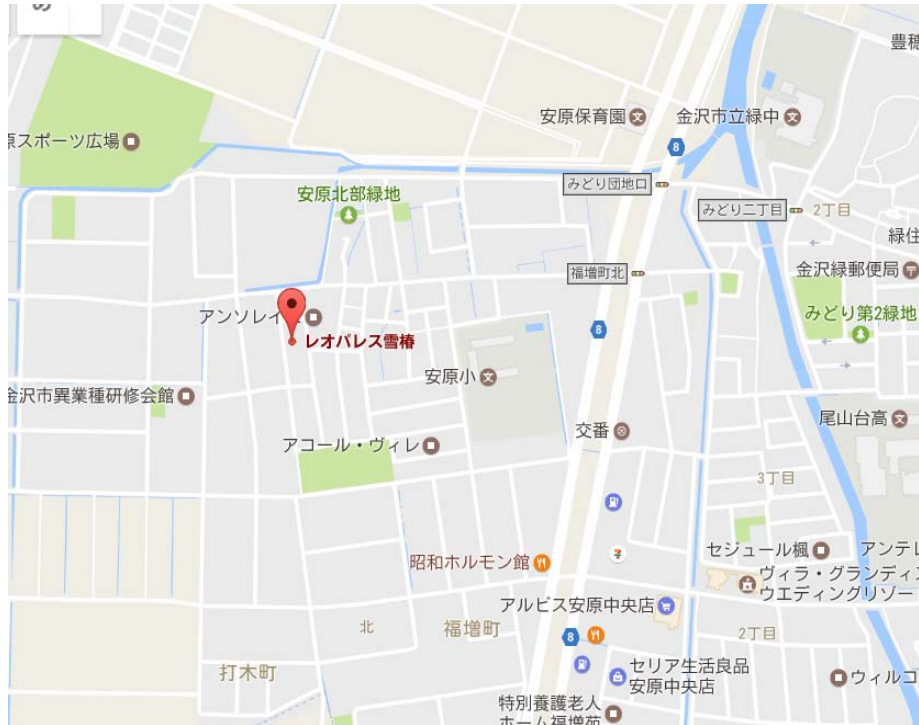 豊穂
安原保育園
金沢市立緑中
8
原スポーツ広場
みどり団地口
安原北部緑地
みどり二丁目
2丁目
緑住
福増町北
金沢緑郵便局
アンソレイ
みどり第2緑地
8
レオパレス雪椿
安原小
金沢市異業種研修会館
尾山台高
交番
アコール・ヴィレ
3丁目
セジュール楓
アンテレ
昭和ホルモン館
ヴィラ・グランディス
ウエディングリゾー
アルビス安原中央店
北
福増町
8
2丁目
打木町
セリア生活良品
安原中央店
ウィルコ
特別養護老人
ホーム福増苑